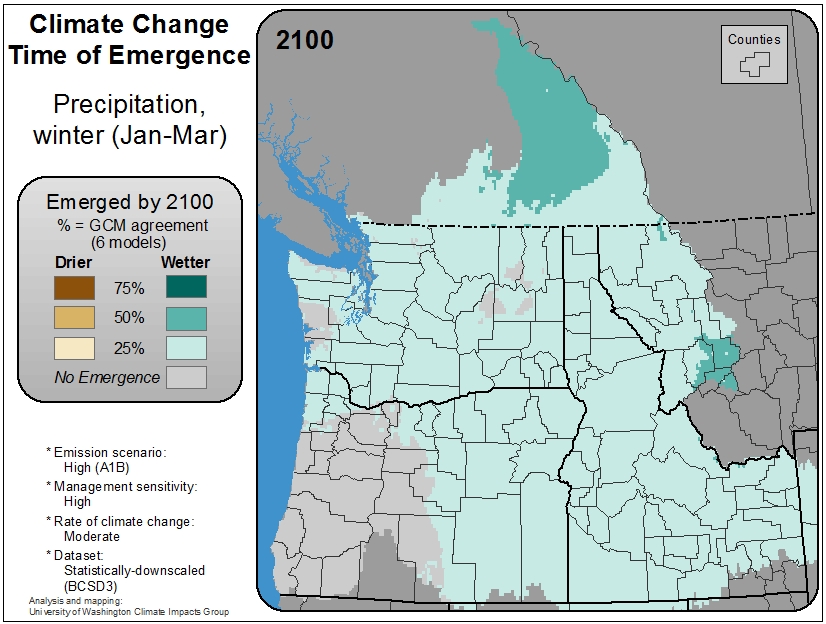 Climate Change
Time of Emergence
Precipitation,
winter (Jan-Mar)
Emerged by 2100
% = GCM agreement
(6 models)
Drier Wetter
75%
50%
25%
No Emergence
* Emission scenario:
High (A1B)
* Management sensitivity:
High
* Rate of climate change:
Moderate
* Dataset:
Statistically-downscaled
(BCSD3)
Analysis and mapping:
University of Washington Climate Impacts Group
2100
Counties